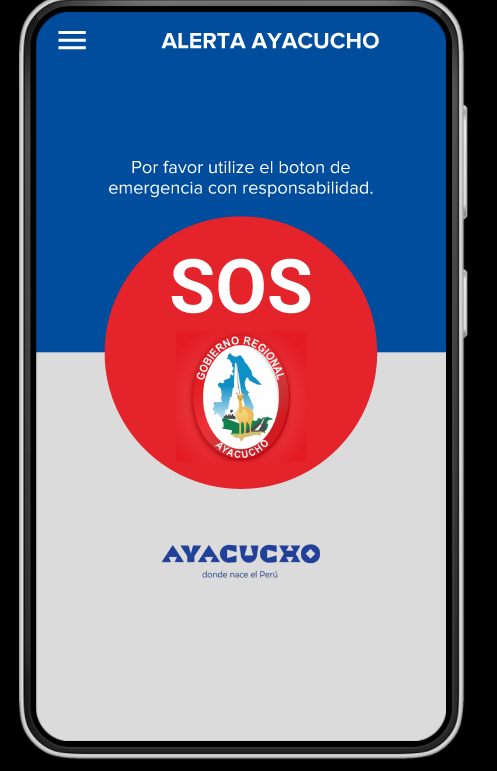 ALERTA AYACUCHO
Por favor utilize el boton de
emergencia con responsabilidad.
SOS
GOBIERNO REGIONAL
AYACUCHO
AYACUCHO
donde nace el Perú